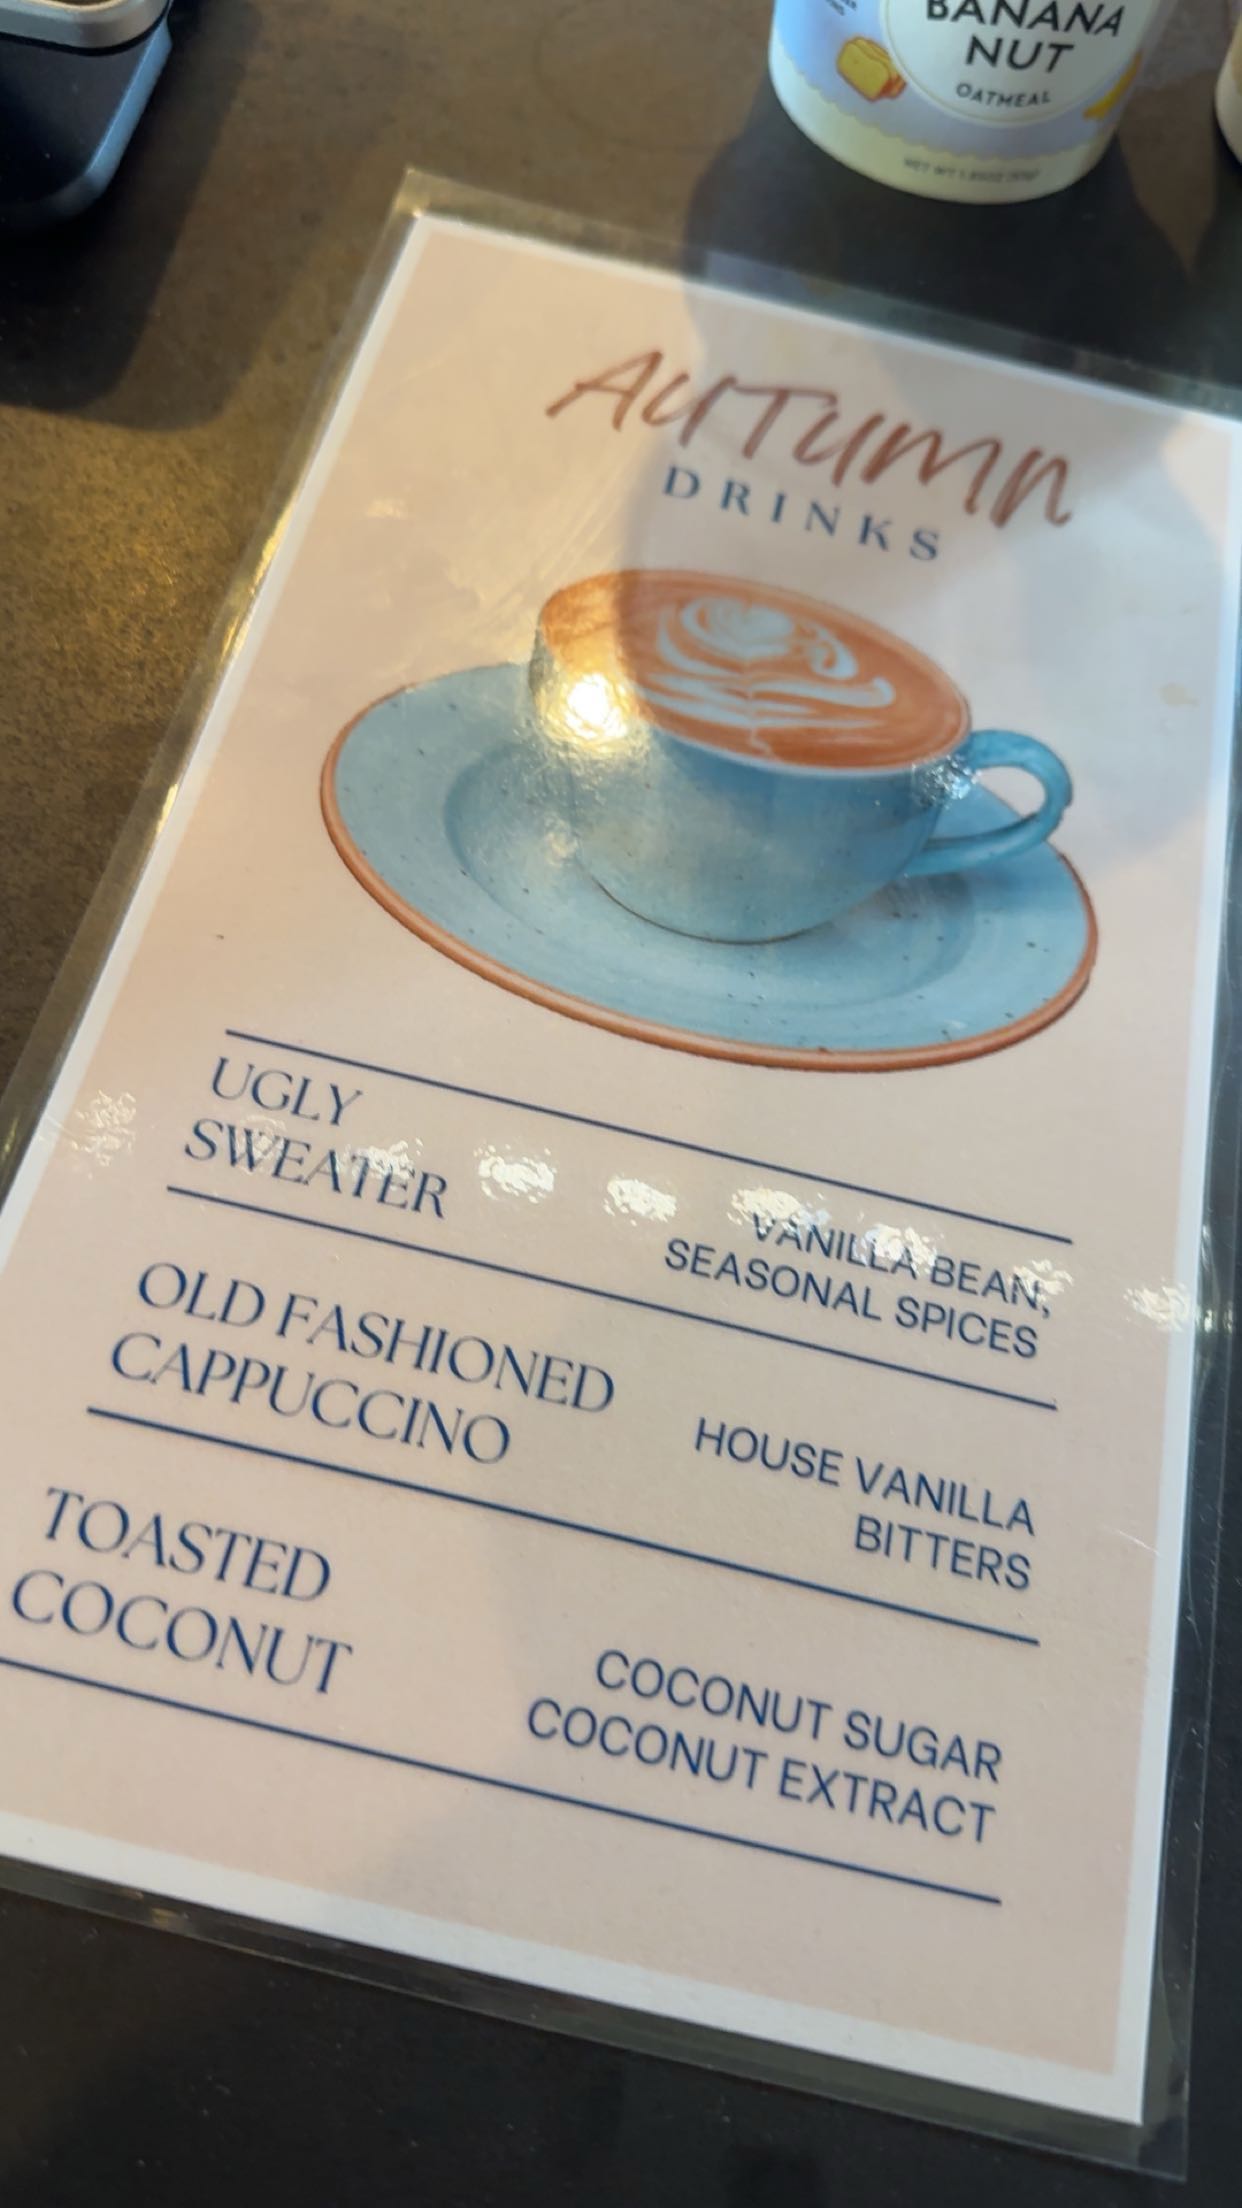 BANANA
NUT
OATMEAL
AUTUMN
DRINKS
UGLY
SWEATER
VANILLA BEAN,
SEASONAL SPICES
OLD FASHIONED
CAPPUCCINO
HOUSE VANILLA
BITTERS
TOASTED
COCONUT
COCONUT SUGAR
COCONUT EXTRACT